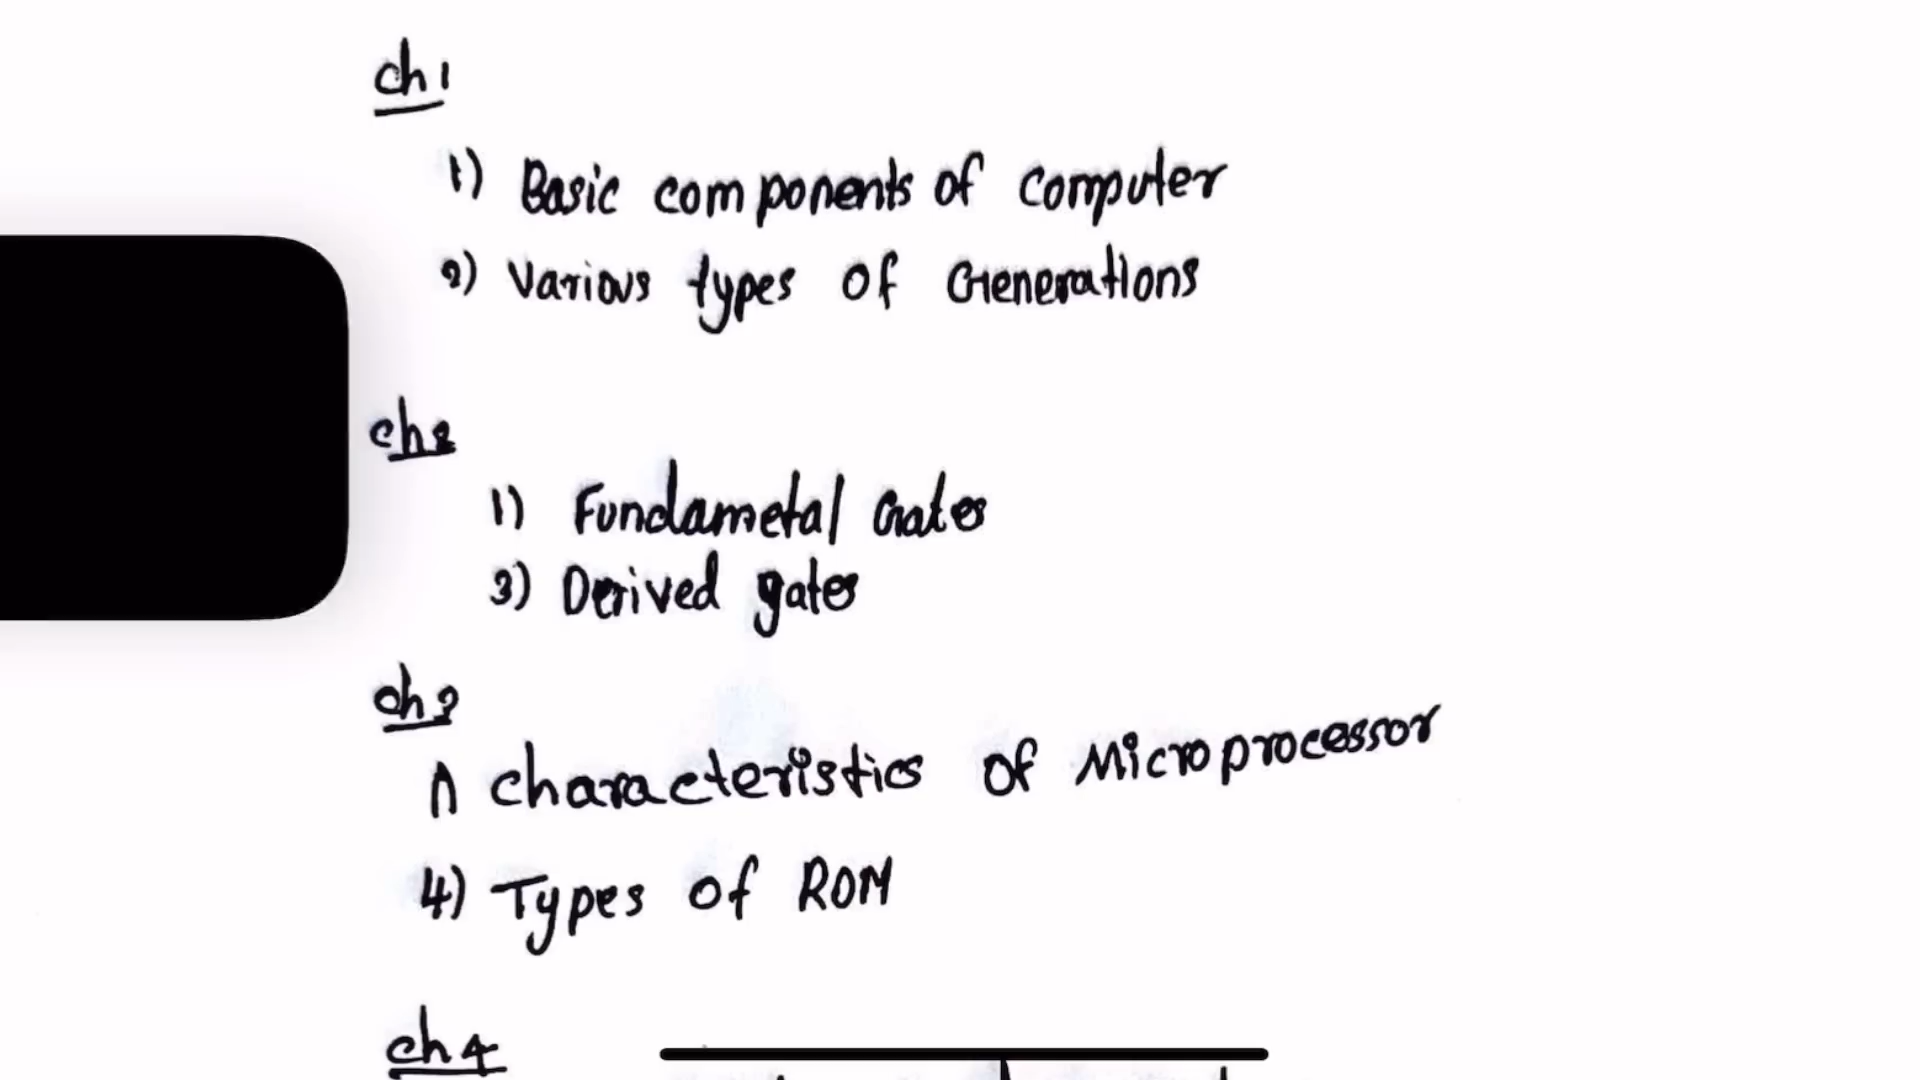 ch1
1) Basic components of computer
2) Various types of Generations
ch2
1) Fundametal Gates
3) Derived gates
ch3
1 characteristics of Microprocessor
4) Types of ROM
ch4